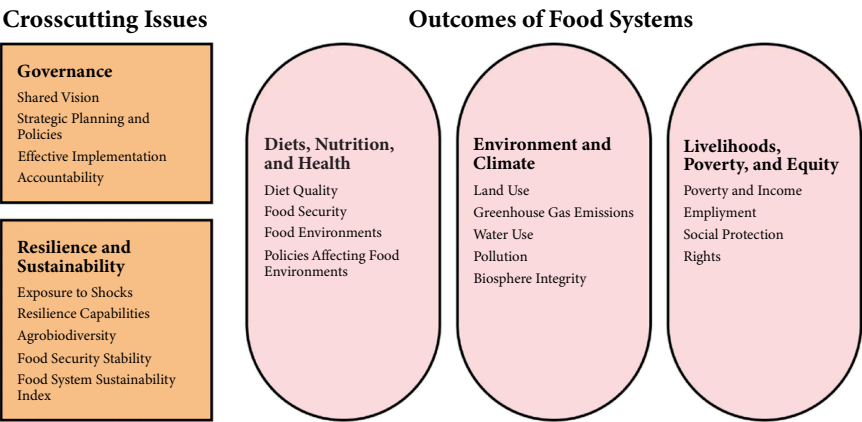 Crosscutting Issues
Governance
Shared Vision
Strategic Planning and
Policies
Effective Implementation
Accountability
Resilience and
Sustainability
Exposure to Shocks
Resilience Capabilities
Agrobiodiversity
Food Security Stability
Food System Sustainability
Index
Outcomes of Food Systems
Diets, Nutrition,
and Health
Diet Quality
Food Security
Food Environments
Policies Affecting Food
Environments
Environment and
Climate
Land Use
Greenhouse Gas Emissions
Water Use
Pollution
Biosphere Integrity
Livelihoods,
Poverty, and Equity
Poverty and Income
Empliyment
Social Protection
Rights